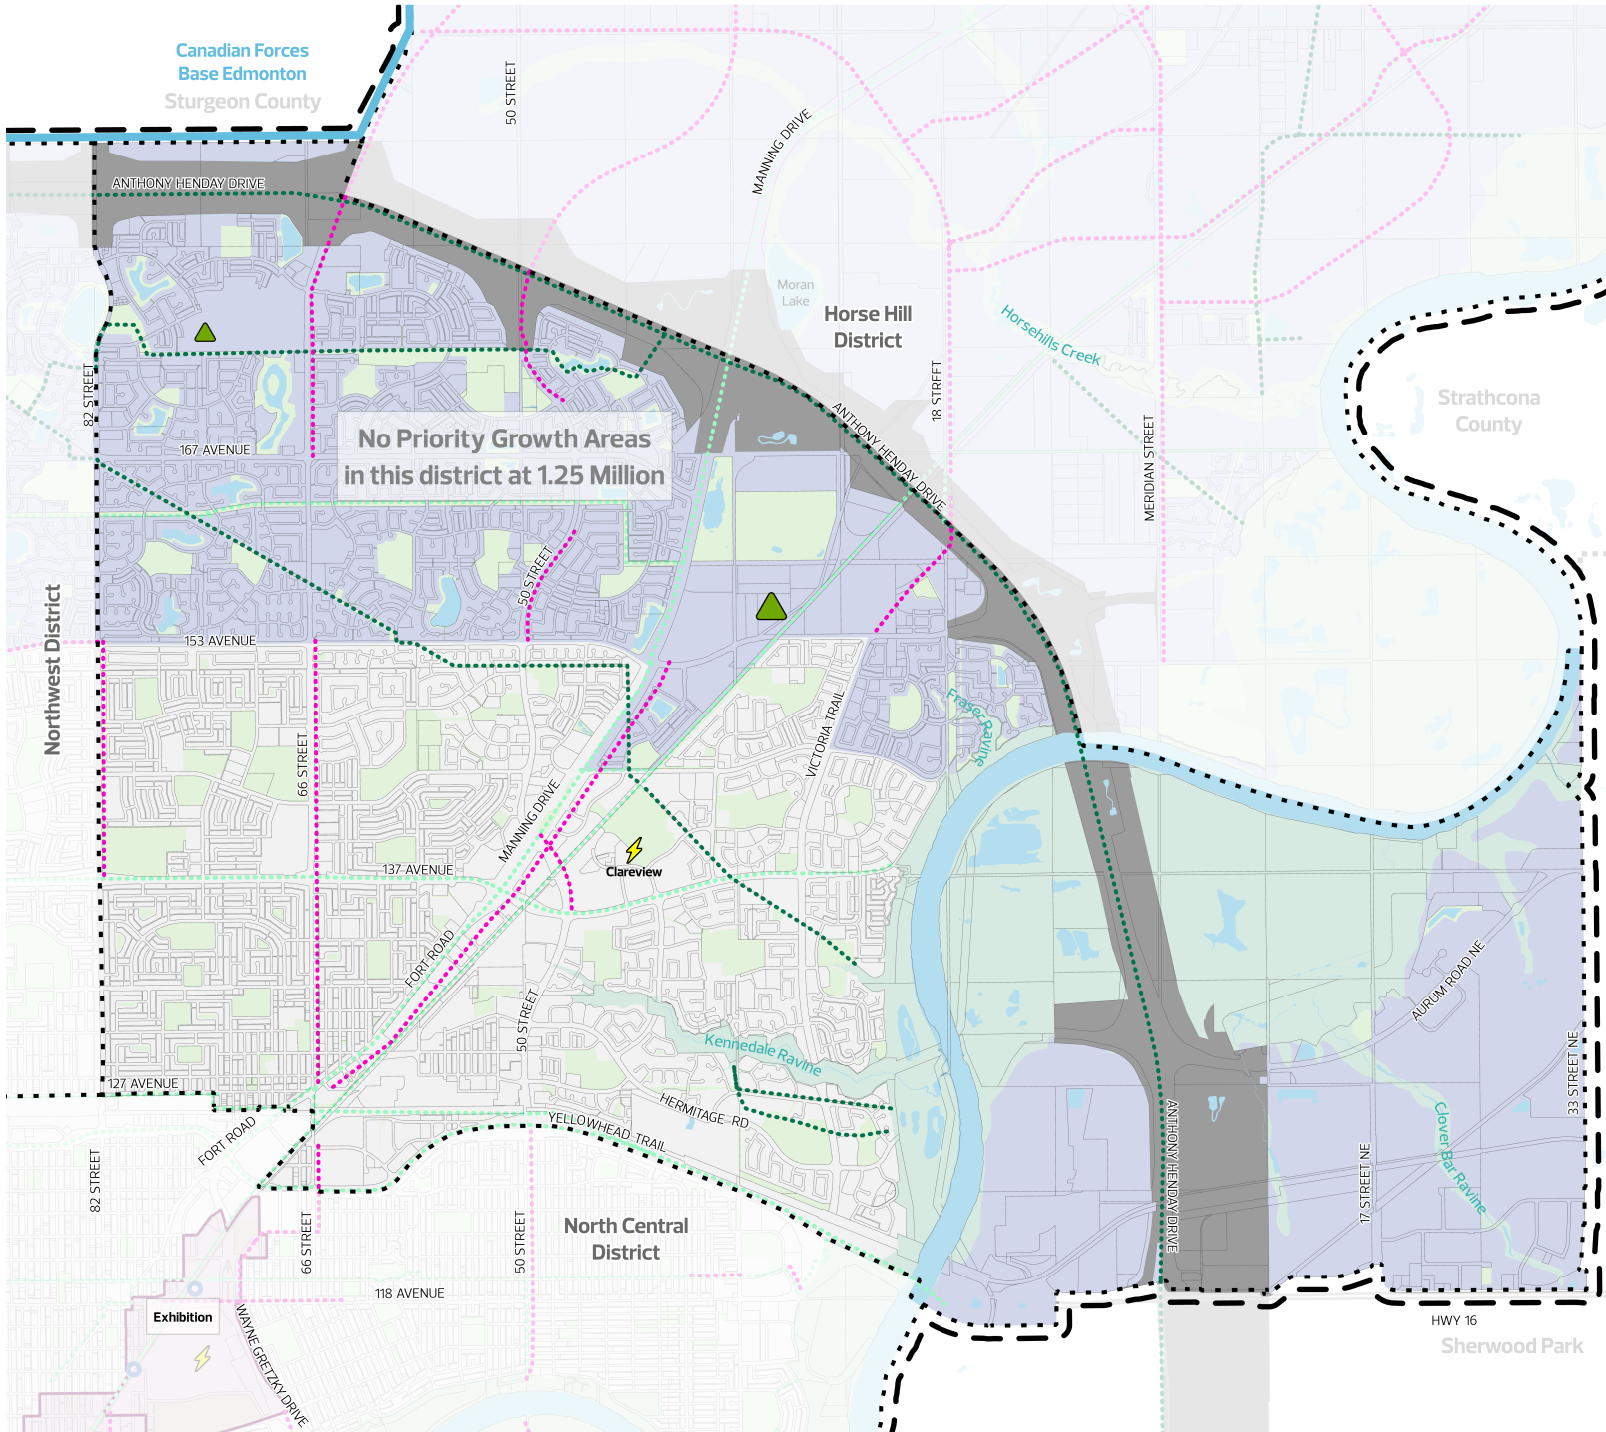 Canadian Forces
Base Edmonton
Sturgeon County
50 STREET
MANNING DRIVE
ANTHONY HENDAY DRIVE
Moran
Lake
Horse Hill
District
Horsehills Creek
82 STREET
18 STREET
Strathcona
County
ANTHONY HENDAY DRIVE
MERIDIAN STREET
167 AVENUE
No Priority Growth Areas
in this district at 1.25 Million
50 STREET
Northwest District
153 AVENUE
Fraser Ravine
VICTORIA TRAIL
66 STREET
MANNING DRIVE
Clareview
137 AVENUE
FORT ROAD
AURUM ROAD NE
50 STREET
Kennedale Ravine
33 STREET NE
127 AVENUE
HERMITAGE RD
YELLOWHEAD TRAIL
FORT ROAD
ANTHONY HENDAY DRIVE
Clover Bar Ravine
82 STREET
17 STREET NE
66 STREET
50 STREET
North Central
District
118 AVENUE
Exhibition
WAYNE GRETZKY DRIVE
HWY 16
Sherwood Park